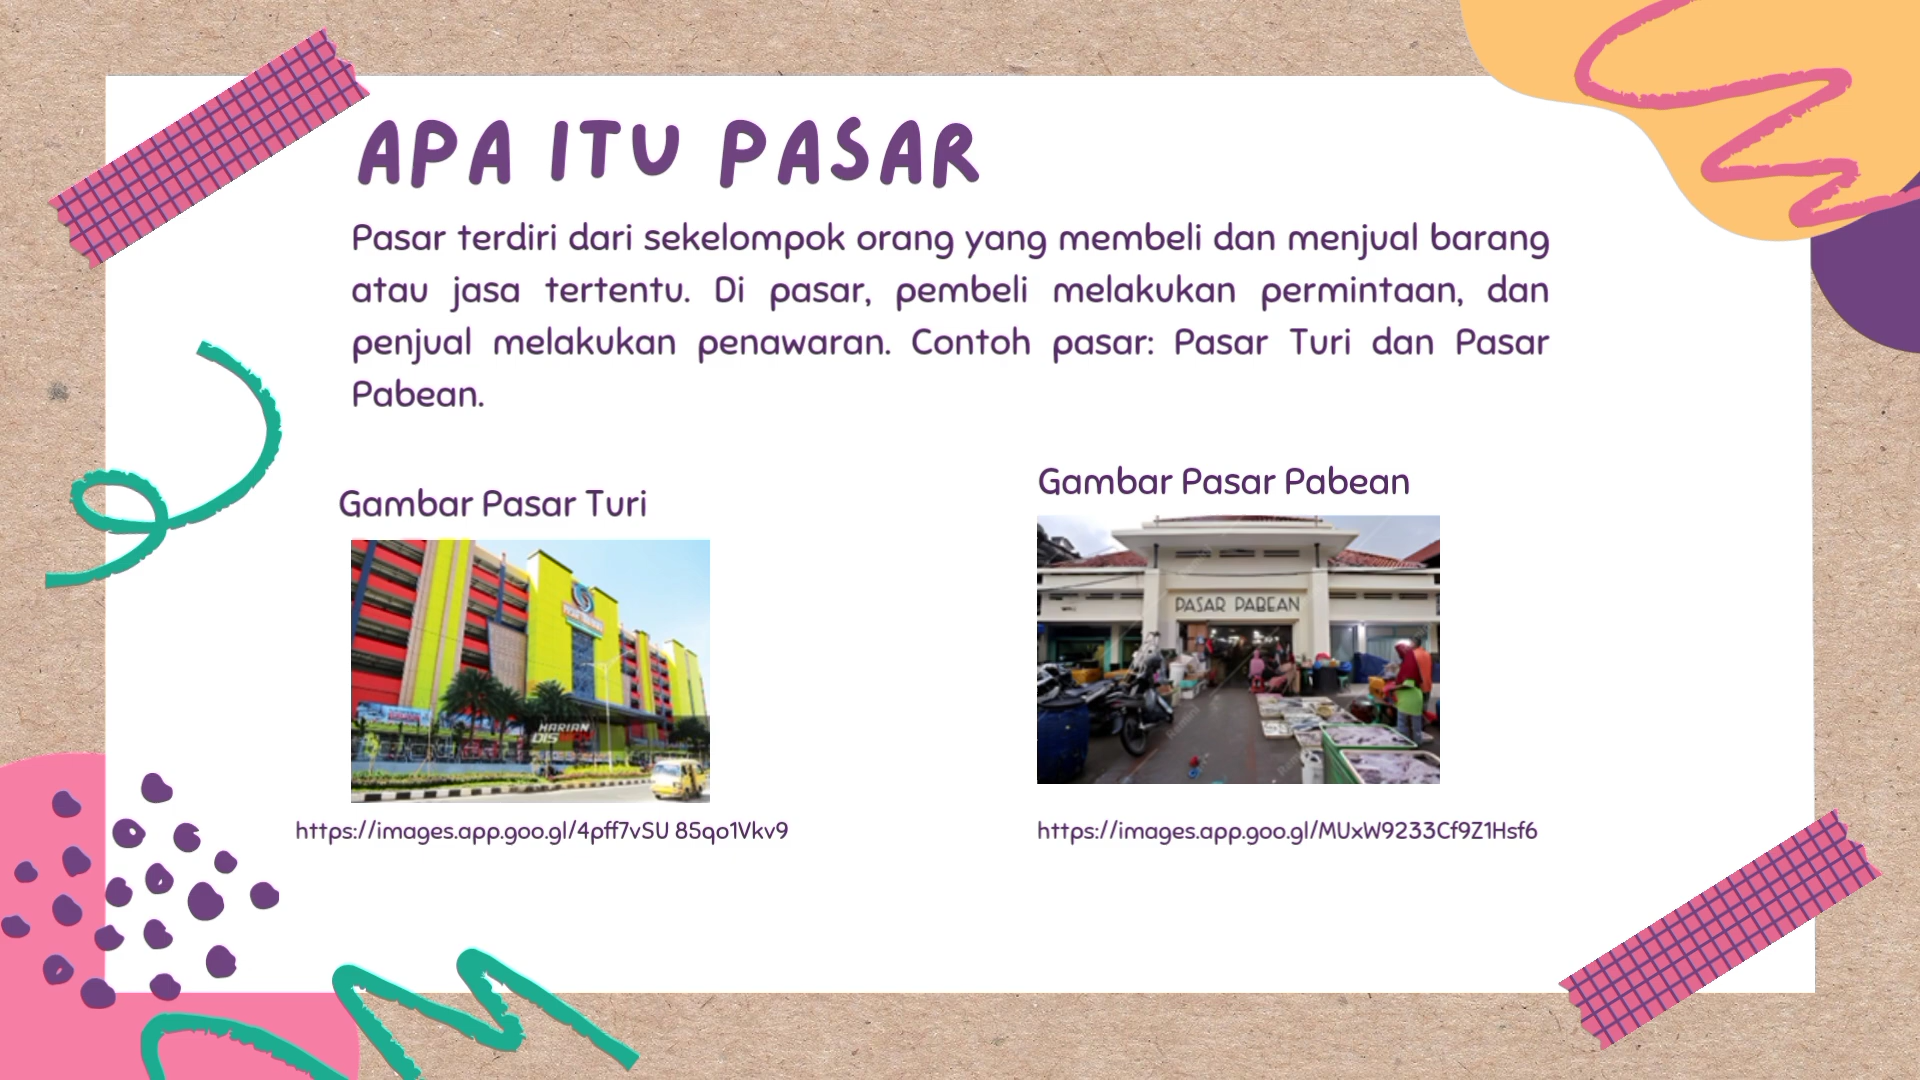 APA ITU PASAR
Pasar terdiri dari sekelompok orang yang membeli dan menjual barang
atau jasa tertentu. Di pasar, pembeli melakukan permintaan, dan
penjual melakukan penawaran. Contoh pasar: Pasar Turi dan Pasar
Pabean.
Gambar Pasar Turi
Gambar Pasar Pabean
PASAR PABEAN
HARIAN
DIS
https://images.app.goo.gl/4pff7vSU 85qo1Vkv9
https://images.app.goo.gl/MUxW9233Cf9Z1Hsf6